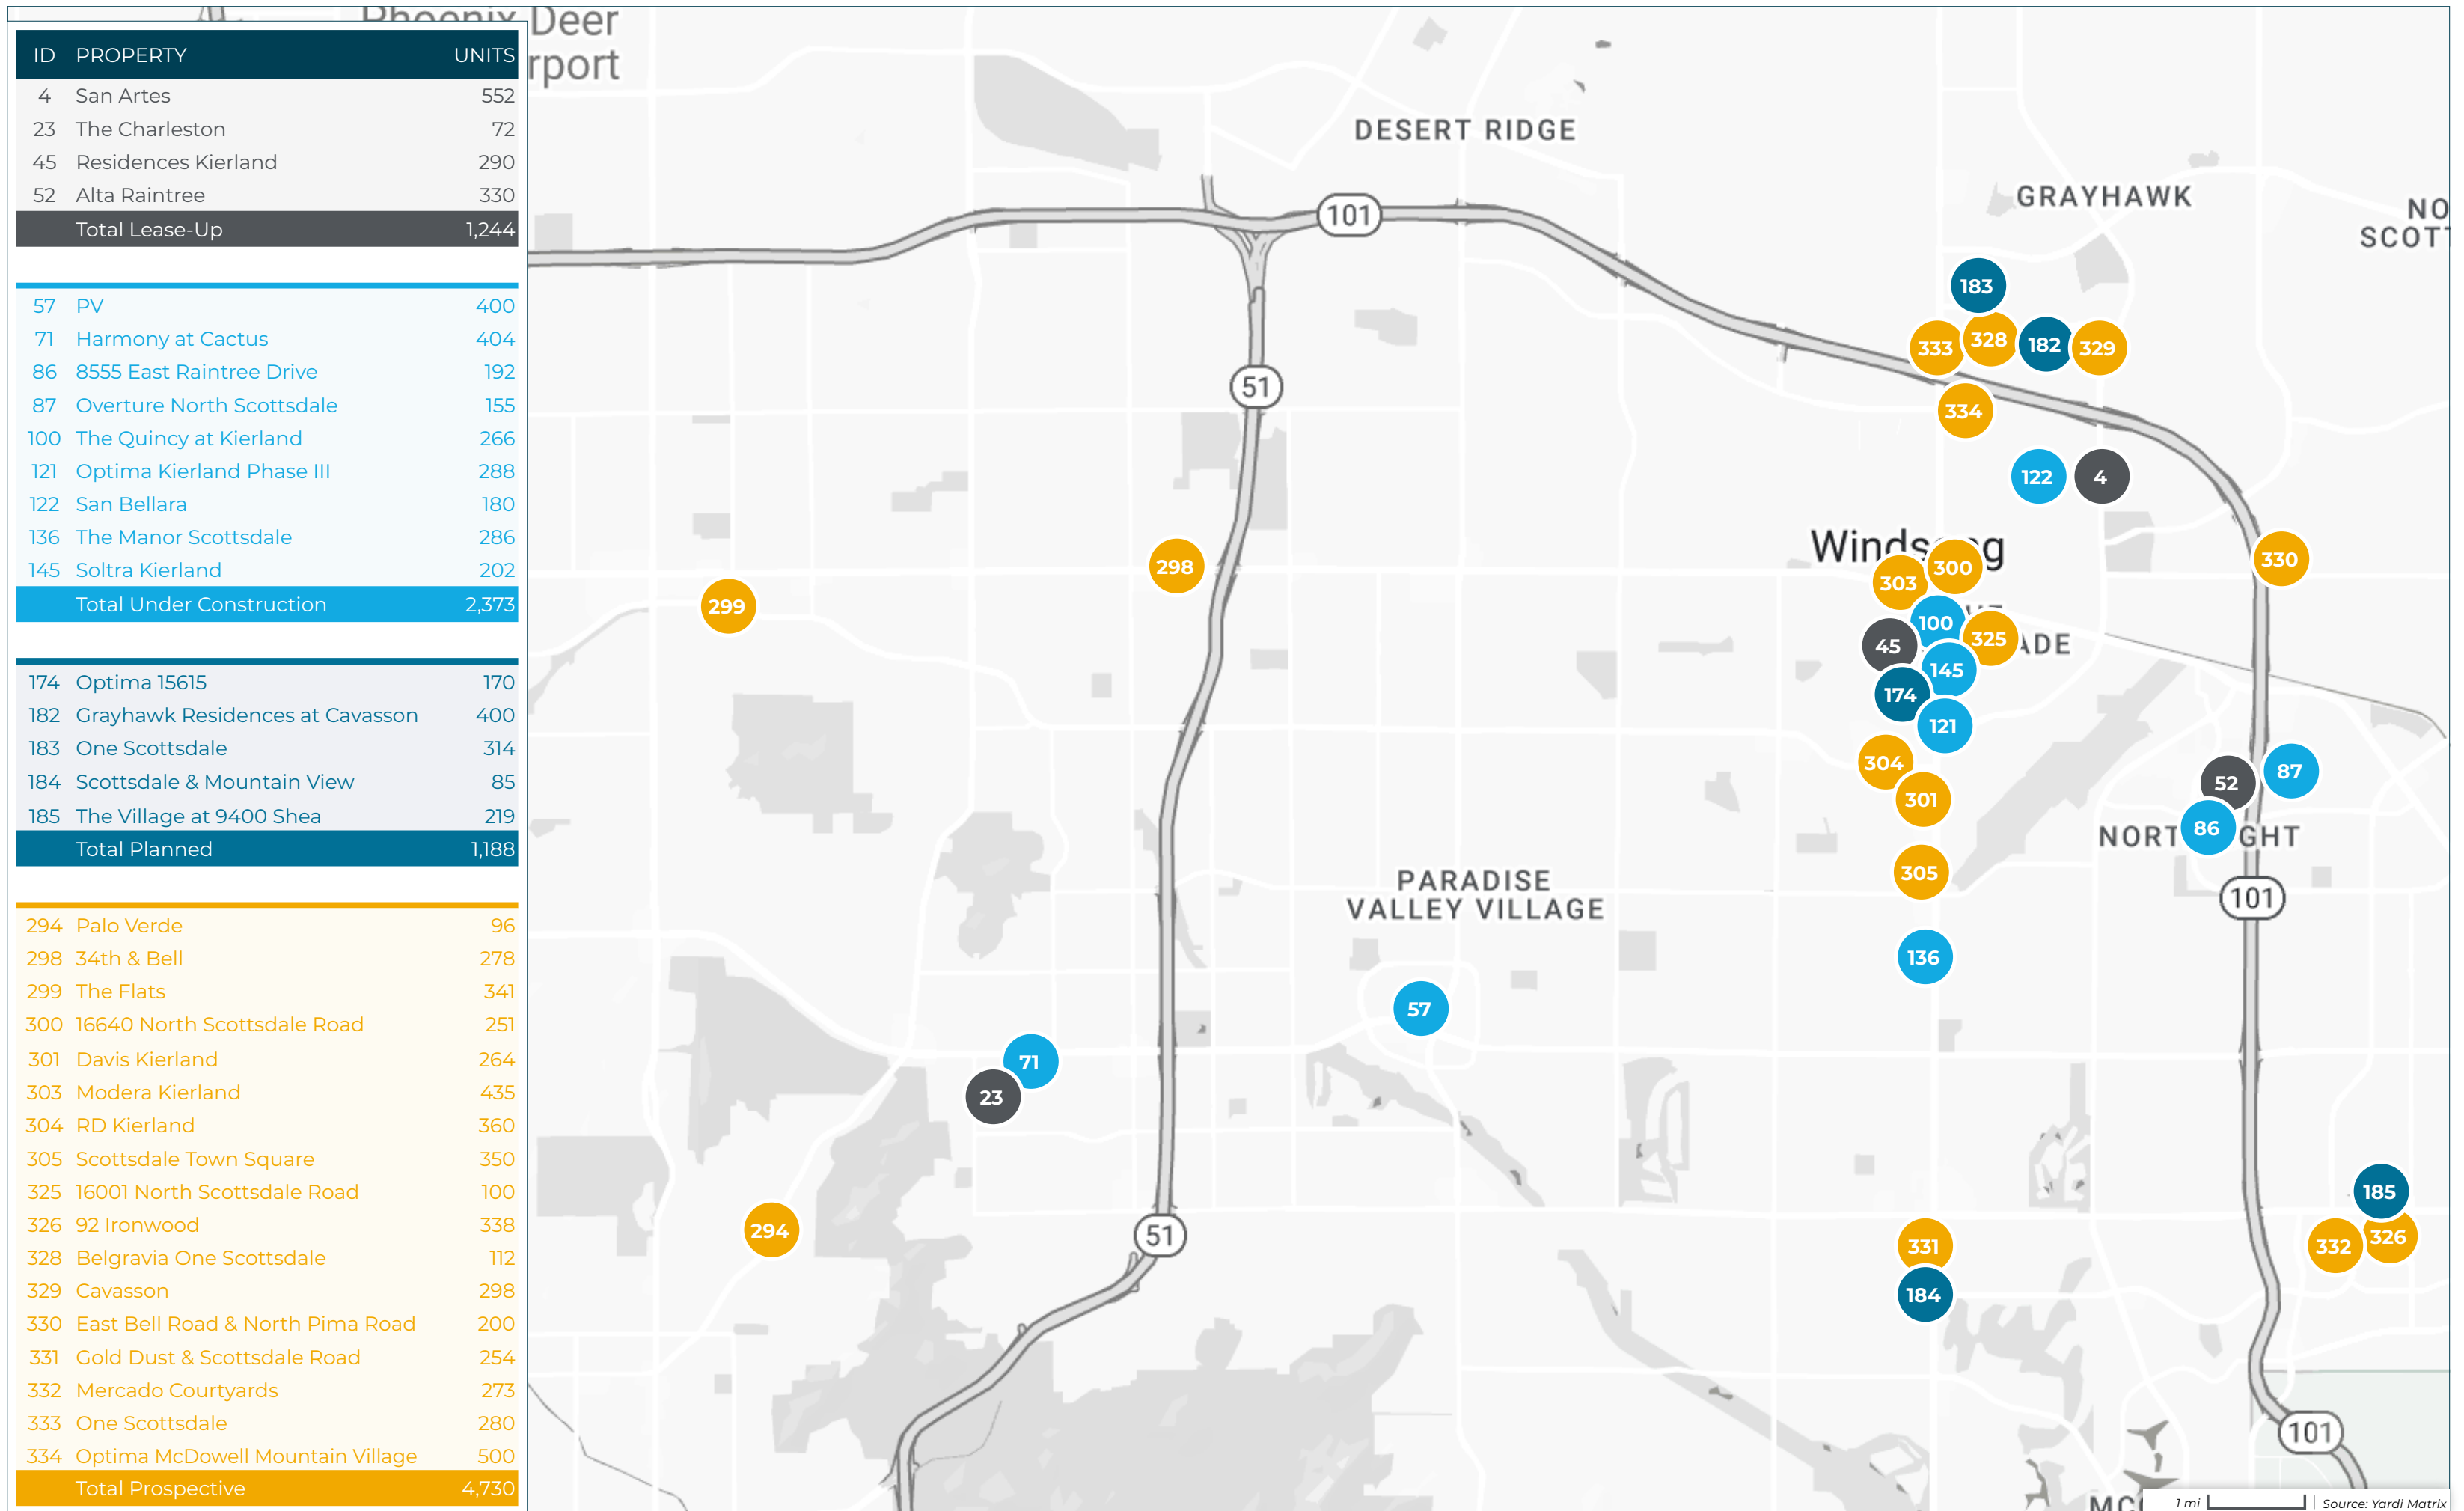 ID PROPERTY UNITS
4 San Artes 552
23 The Charleston 72
45 Residences Kierland 290
52 Alta Raintree 330
Total Lease-Up 1,244
57 PV 400
71 Harmony at Cactus 404
86 8555 East Raintree Drive 192
87 Overture North Scottsdale 155
100 The Quincy at Kierland 266
121 Optima Kierland Phase III 288
122 San Bellara 180
136 The Manor Scottsdale 286
145 Soltra Kierland 202
Total Under Construction 2,373
174 Optima 15615 170
182 Grayhawk Residences at Cavasson 400
183 One Scottsdale 314
184 Scottsdale & Mountain View 85
185 The Village at 9400 Shea 219
Total Planned 1,188
294 Palo Verde 96
298 34th & Bell 278
299 The Flats 341
300 16640 North Scottsdale Road 251
301 Davis Kierland 264
303 Modera Kierland 435
304 RD Kierland 360
305 Scottsdale Town Square 350
325 16001 North Scottsdale Road 100
326 92 Ironwood 338
328 Belgravia One Scottsdale 112
329 Cavasson 298
330 East Bell Road & North Pima Road 200
331 Gold Dust & Scottsdale Road 254
332 Mercado Courtyards 273
333 One Scottsdale 280
334 Optima McDowell Mountain Village 500
Total Prospective 4,730
Phoenix Deer
rport
DESERT RIDGE
GRAYHAWK
NO
SCOT
101
183
333
328
182
329
51
334
122
4
298
299
303
300
330
100
45
325
ADE
145
174
121
304
301
52
87
86
305
PARADISE
VALLEY VILLAGE
101
136
57
71
23
185
294
51
331
332
326
184
101
1 mi
Source: Yardi Matrix